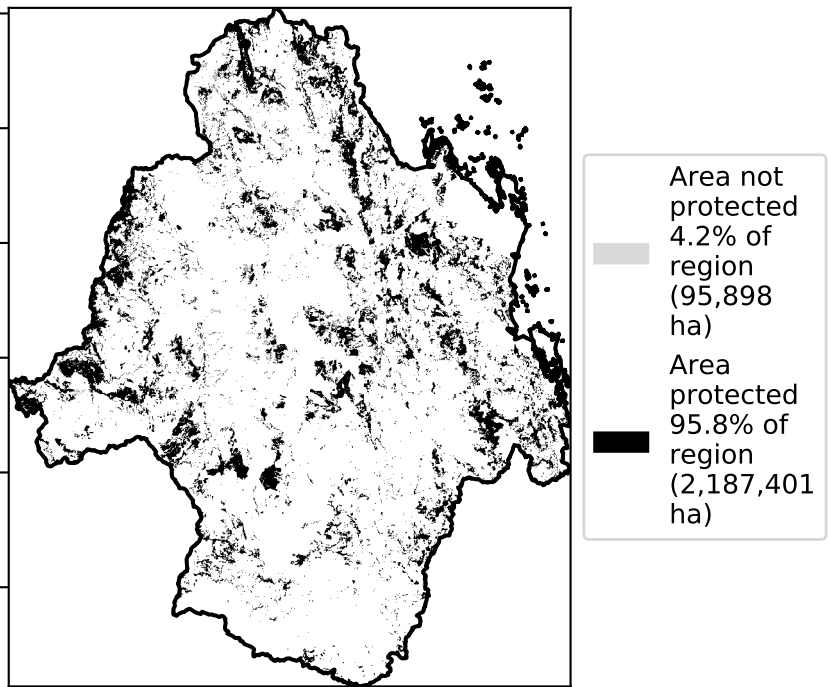 Area not
protected
4.2% of
region
(95,898
ha)
Area
protected
95.8% of
region
(2,187,401
ha)